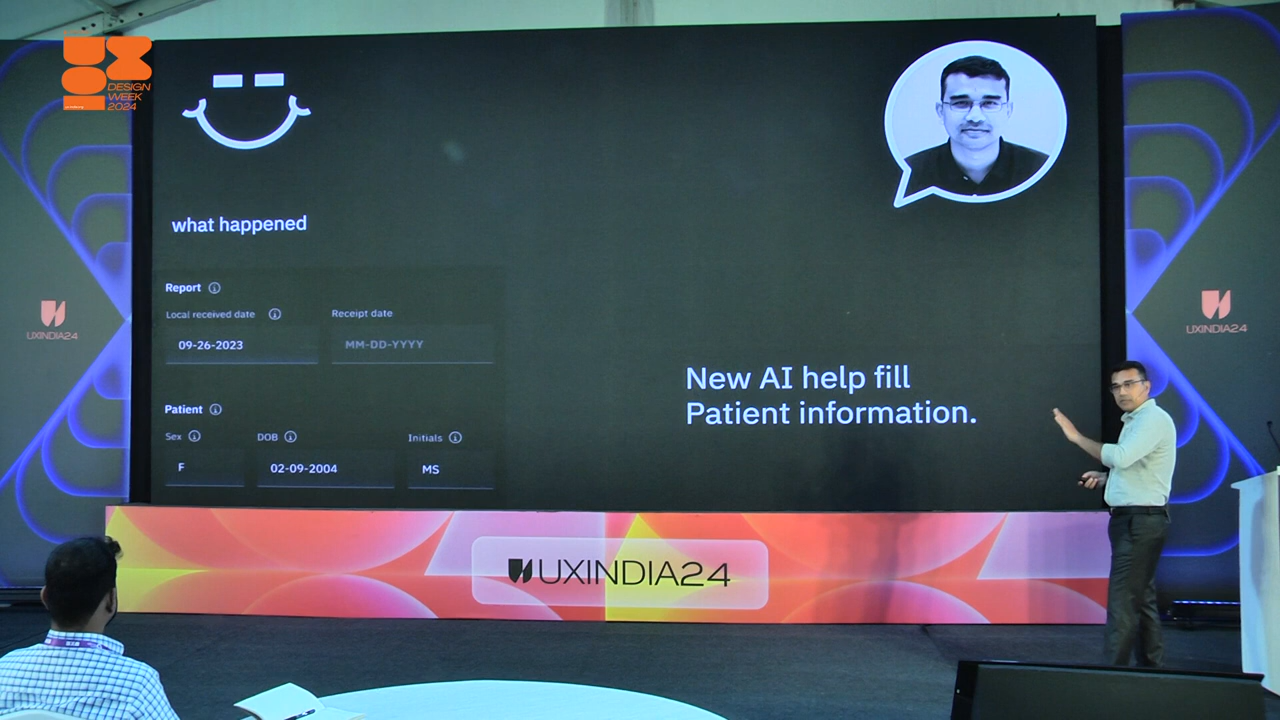 DESIGN
WEEK
2024
what happened
Report
Local received date
Receipt date
09-26-2023
MM-DD-YYYY
Patient
Sex
DOB
Initials
F
02-09-2004
MS
New AI help fill
Patient information.
UXINDIA24
UXINDIA24
UXINDIA24